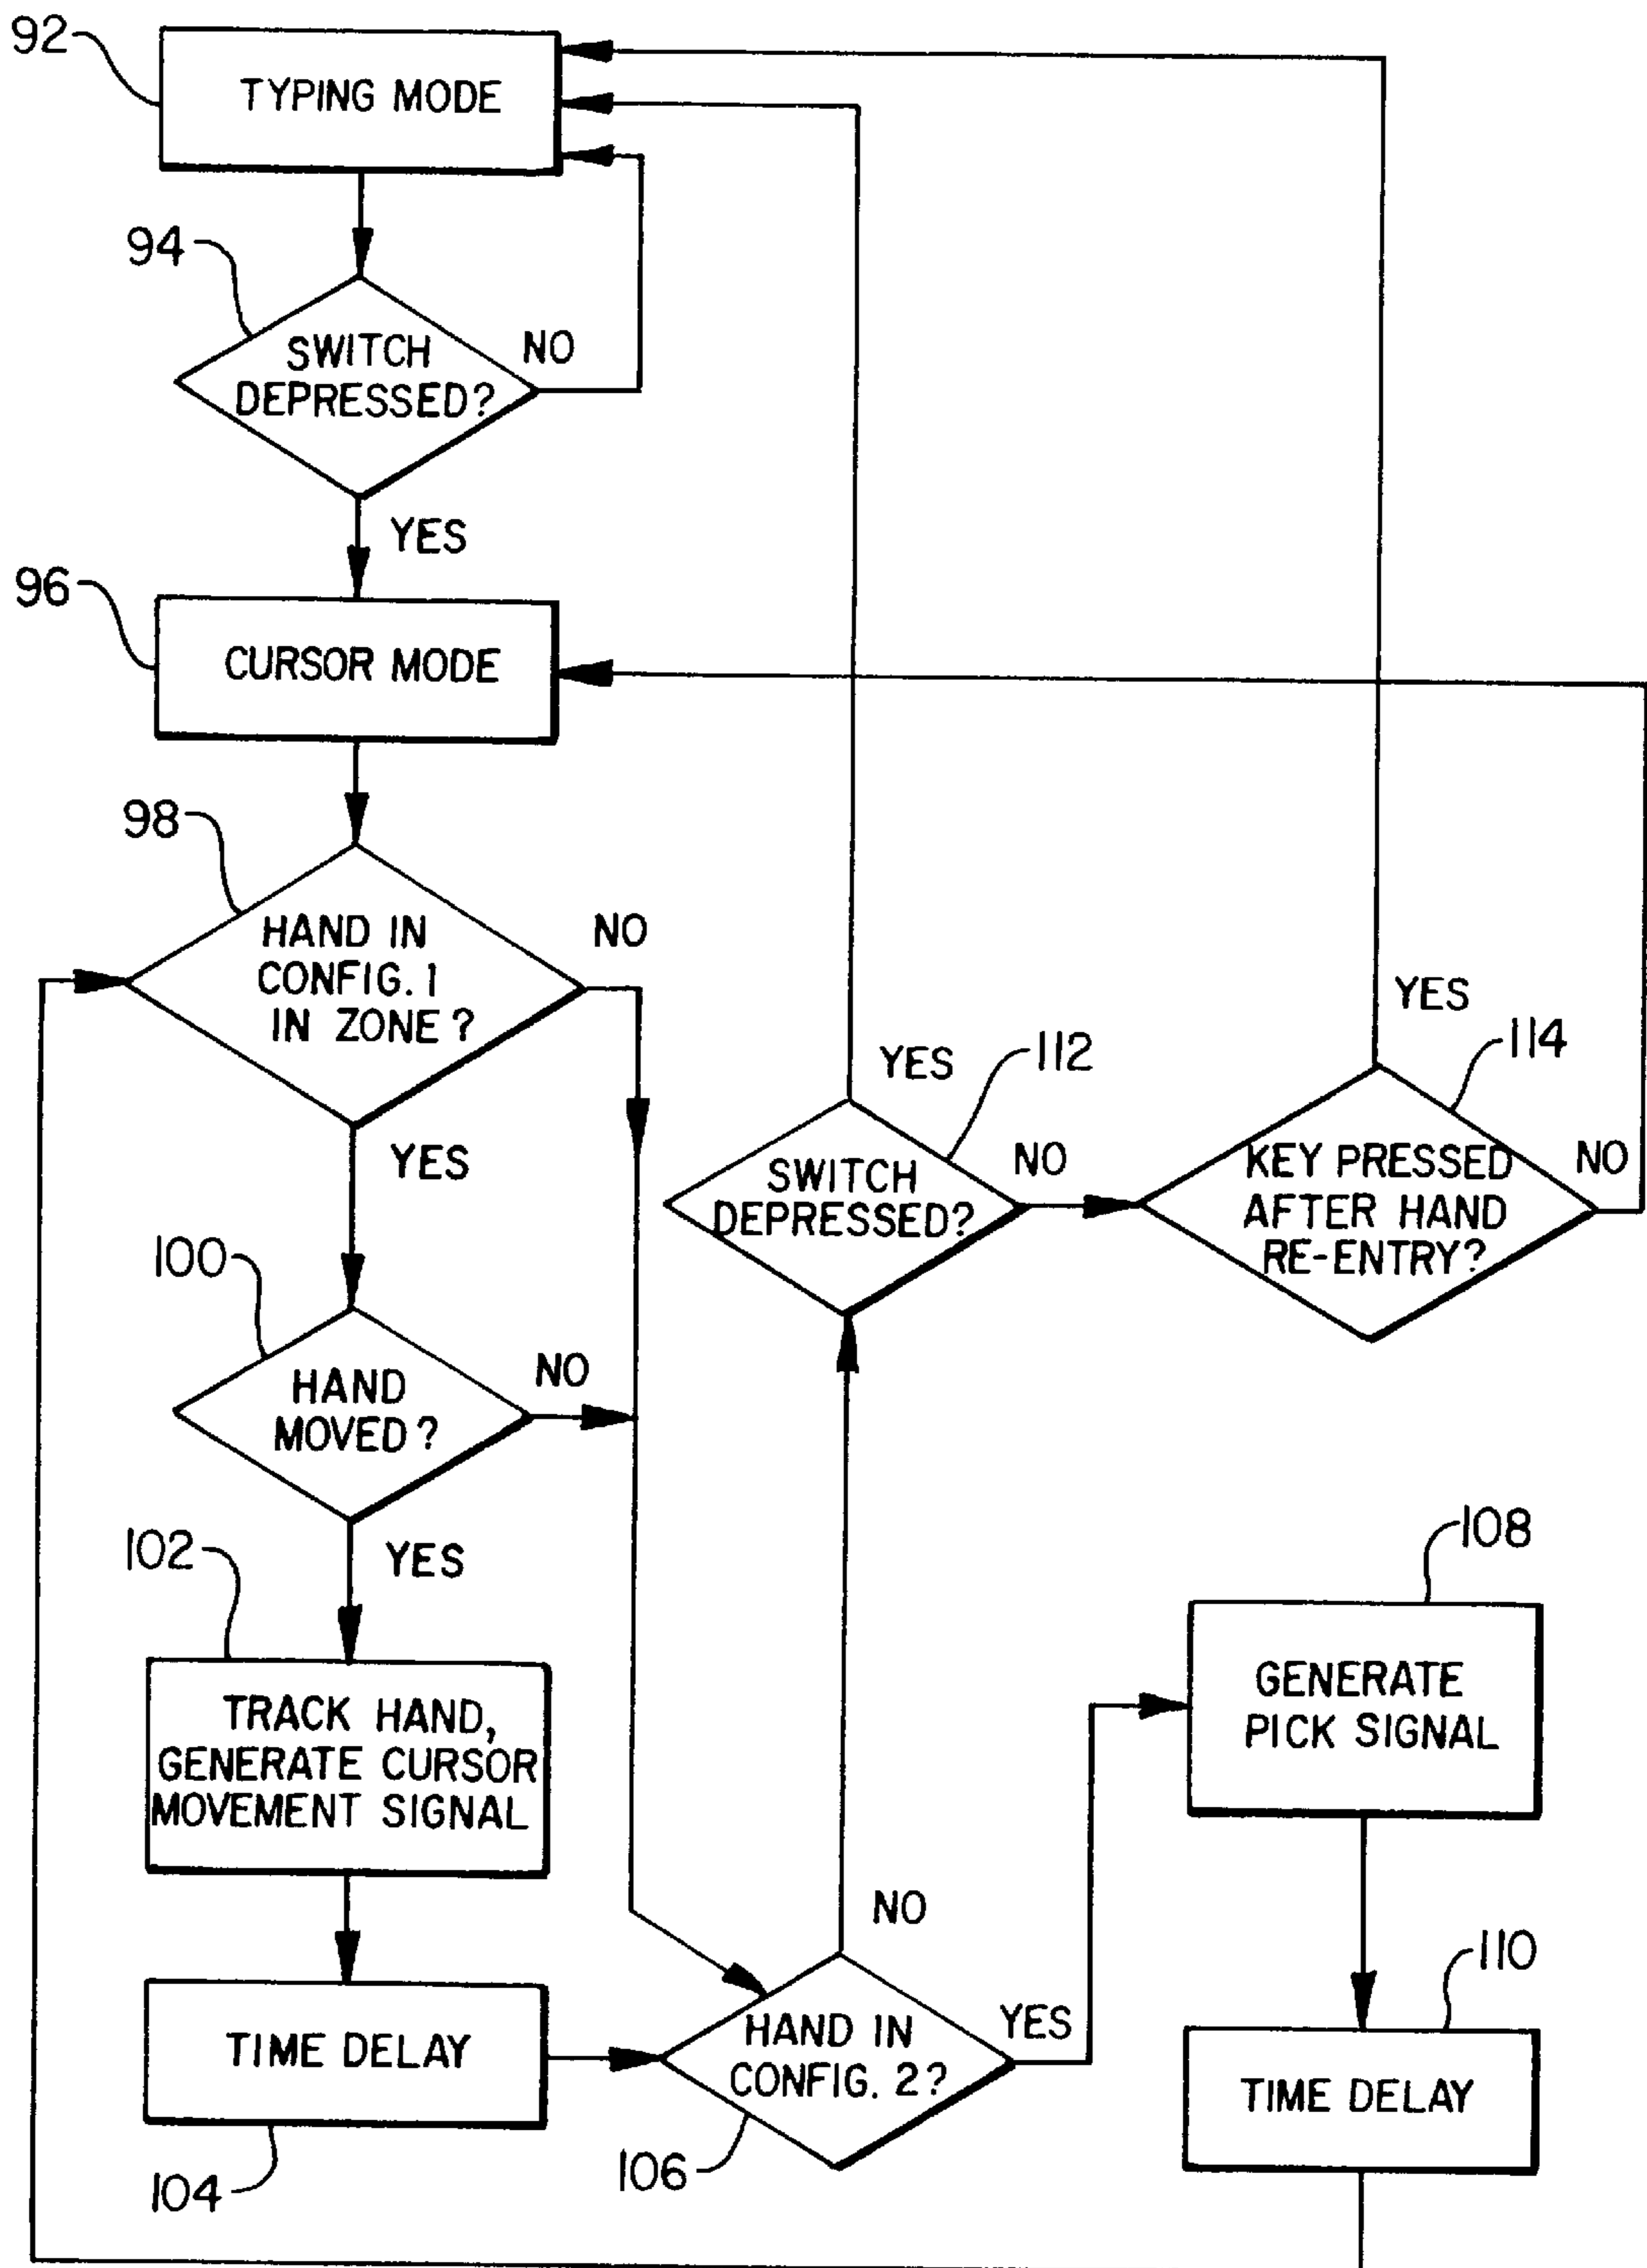 92
TYPING MODE
94
SWITCH
DEPRESSED?
NO
YES
96
CURSOR MODE
98
HAND IN
CONFIG. 1
IN ZONE?
NO
YES
100
HAND
MOVED?
NO
YES
102
TRACK HAND,
GENERATE CURSOR
MOVEMENT SIGNAL
TIME DELAY
104
HAND IN
CONFIG. 2?
106
NO
YES
112
SWITCH
DEPRESSED?
YES
NO
114
KEY PRESSED
AFTER HAND
RE-ENTRY?
YES
NO
108
GENERATE
PICK SIGNAL
110
TIME DELAY